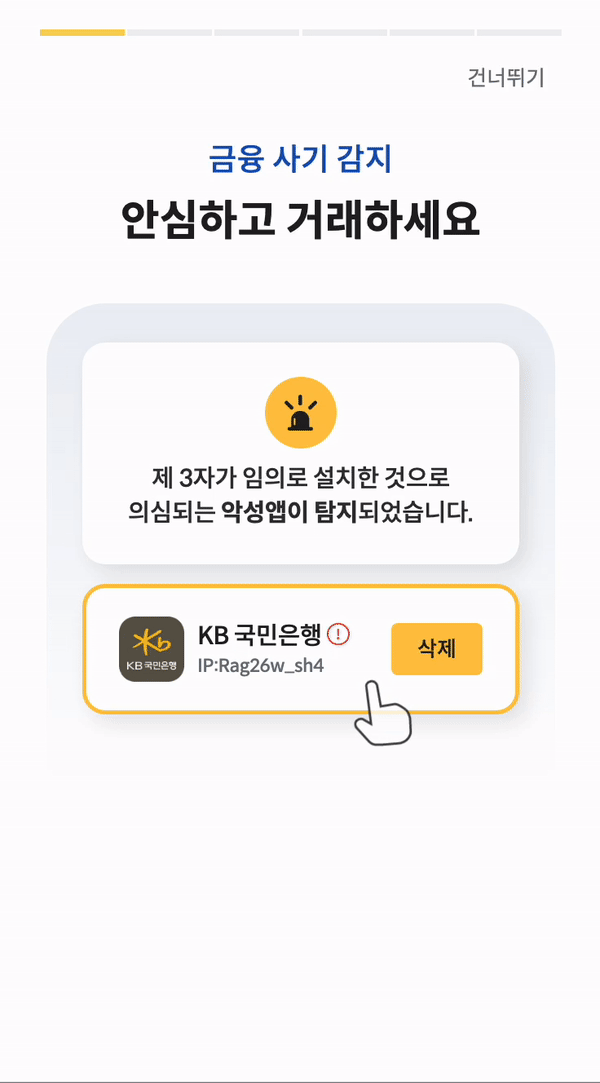 건너뛰기
금융 사기 감지
안심하고 거래하세요
제 3자가 임의로 설치한 것으로
의심되는 악성앱이 탐지되었습니다.
KB 국민은행
KB 국민은행 !
IP:Rag26w_sh4
삭제